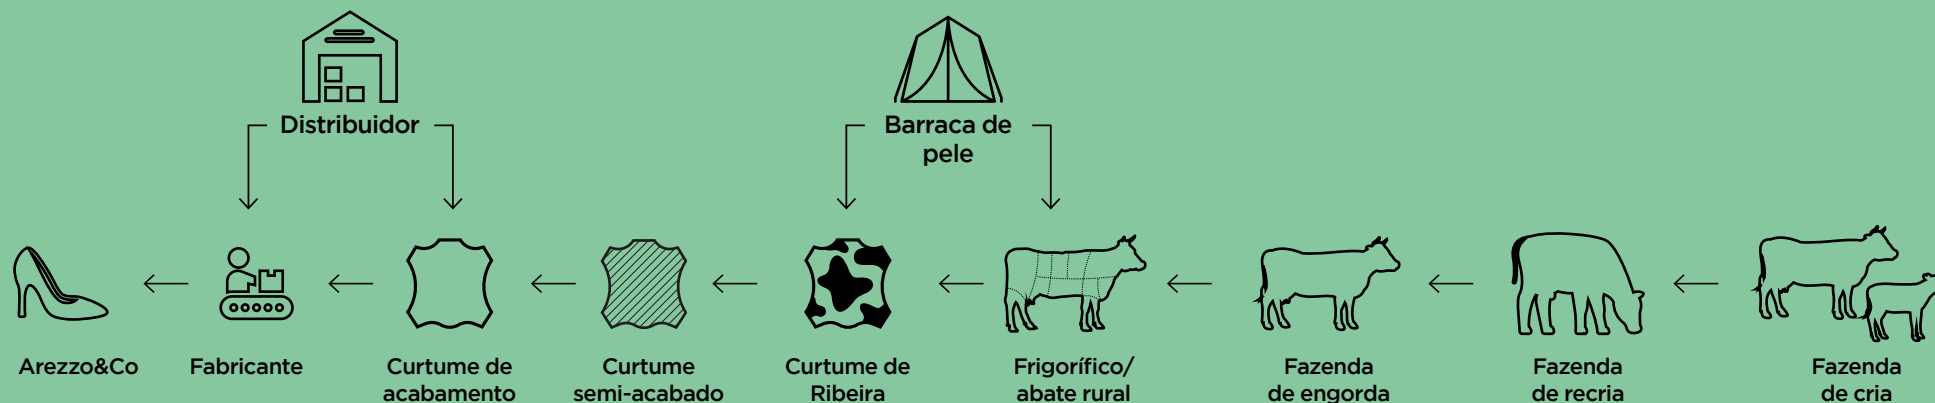 Distribuidor
Barraca de
pele
Arezzo&Co
Fabricante
Curtume de
acabamento
Curtume
semi-acabado
Curtume de
Ribeira
Frigorífico/
abate rural
Fazenda
de engorda
Fazenda
de recria
Fazenda
de cria